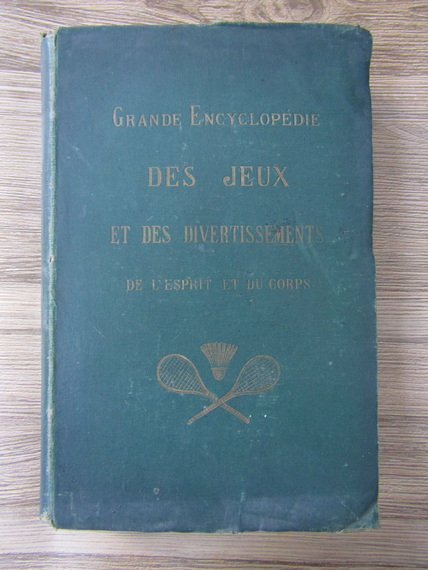 GRANDE ENCYCLOPÉDIE
DES JEUX
ET DES DIVERTISSEMENTS
DE L'ESPRIT ET DU CORPS